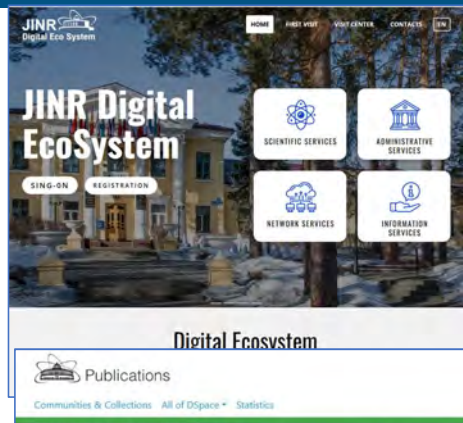 JINR
Digital Eco System
HOME FIRST VISIT VISIT CENTER CONTACTS EN
JINR Digital
EcoSystem
SING-ON REGISTRATION
SCIENTIFIC SERVICES
ADMINISTRATIVE
SERVICES
NETWORK SERVICES
INFORMATION
SERVICES
Digital Ecosystem
Publications
Communities & Collections All of DSpace Statistics